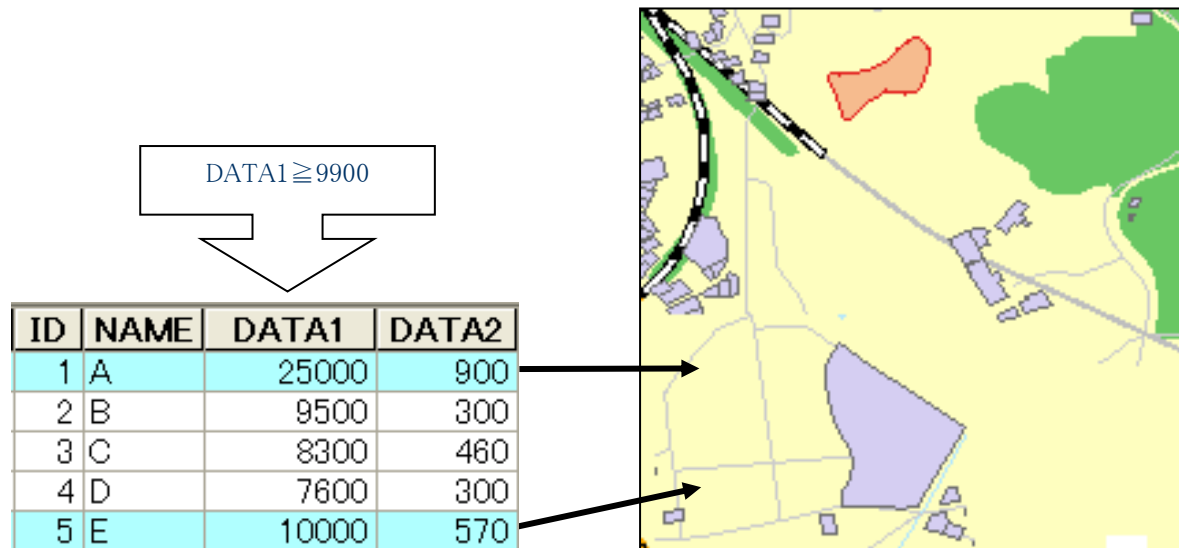 DATA1≧9900
ID NAME DATA1 DATA2
1 A 25000 900
2 B 9500 300
3 C 8300 460
4 D 7600 300
5 E 10000 570